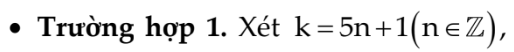 • Trường hợp 1. Xét k = 5n + 1(n ∈ ℤ),